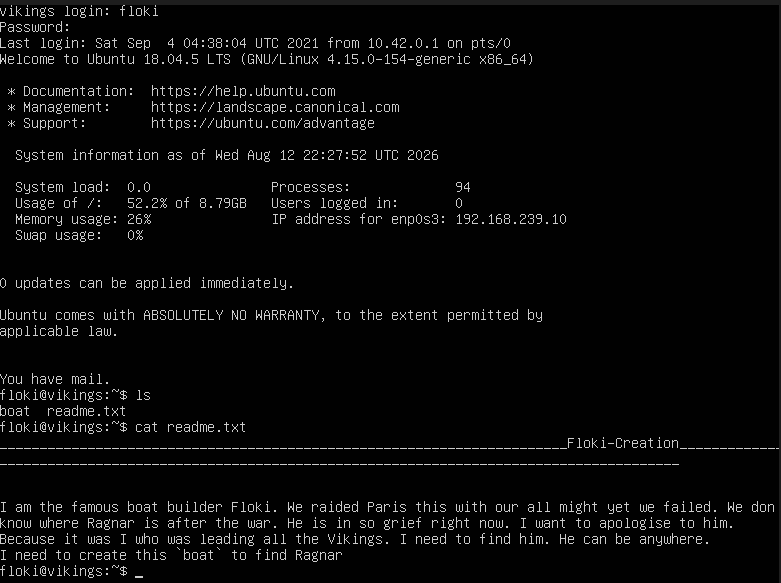 vikings login: floki
Password:
Last login: Sat Sep  4 04:38:04 UTC 2021 from 10.42.0.1 on pts/0
Welcome to Ubuntu 18.04.5 LTS (GNU/Linux 4.15.0-154-generic x86_64)
 * Documentation:  https://help.ubuntu.com
 * Management:     https://landscape.canonical.com
 * Support:        https://ubuntu.com/advantage
  System information as of Wed Aug 12 22:27:52 UTC 2026
  System load:  0.0               Processes:             94
  Usage of /:   52.2% of 8.79GB   Users logged in:       0
  Memory usage: 26%               IP address for enp0s3: 192.168.239.10
  Swap usage:   0%
0 updates can be applied immediately.
Ubuntu comes with ABSOLUTELY NO WARRANTY, to the extent permitted by
applicable law.
You have mail.
floki@vikings:~$ ls
boat  readme.txt
floki@vikings:~$ cat readme.txt
_______________________________________________________________________Floki-Creation____________
_____________________________________________________________________________________
I am the famous boat builder Floki. We raided Paris this with our all might yet we failed. We don
know where Ragnar is after the war. He is in so grief right now. I want to apologise to him.
Because it was I who was leading all the Vikings. I need to find him. He can be anywhere.
I need to create this `boat` to find Ragnar
floki@vikings:~$ _